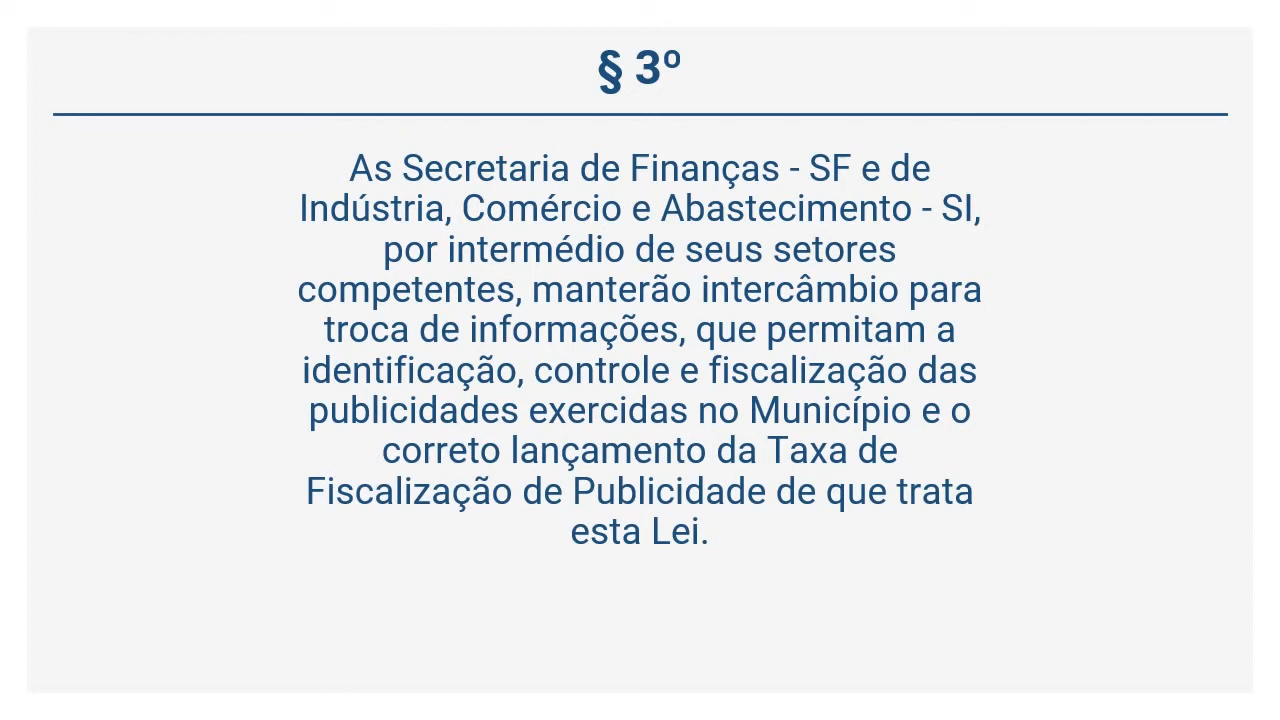 § 3º
As Secretaria de Finanças - SF e de
Indústria, Comércio e Abastecimento - SI,
por intermédio de seus setores
competentes, manterão intercâmbio para
troca de informações, que permitam a
identificação, controle e fiscalização das
publicidades exercidas no Município e o
correto lançamento da Taxa de
Fiscalização de Publicidade de que trata
esta Lei.